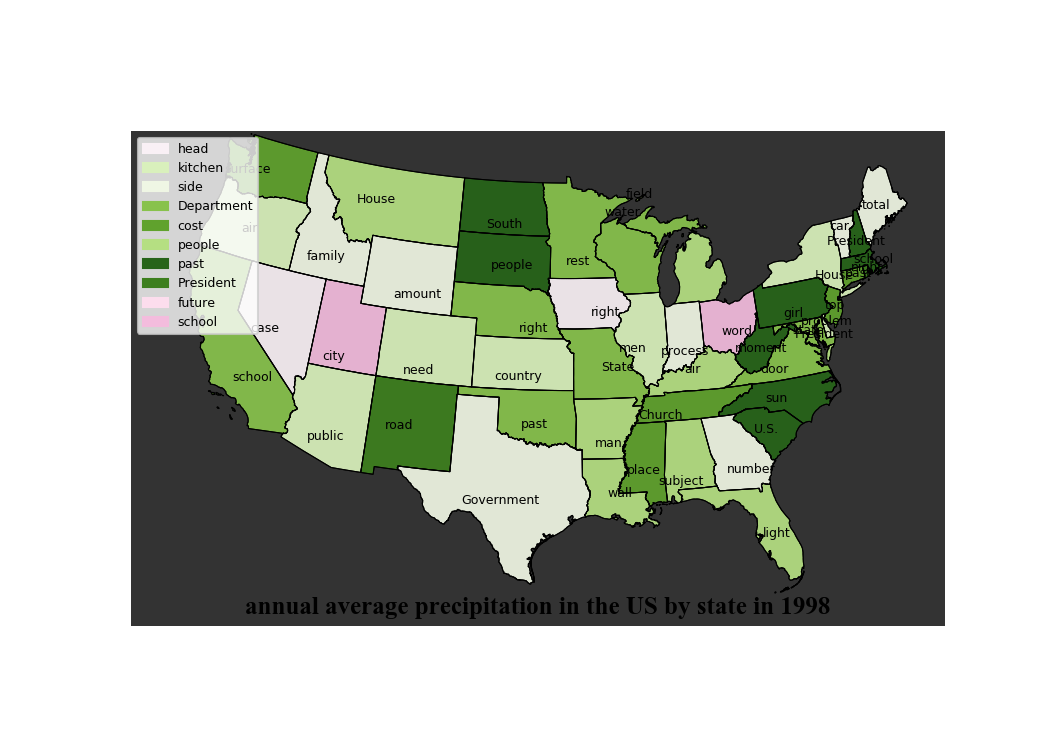 head
kitchen
side
Department
cost
people
past
President
future
school
surface
air
House
family
case
city
school
public
road
amount
need
South
people
right
country
past
Government
rest
field
water
right
State
men
process
word
air
Church
man
wall
place
subject
number
light
U.S.
sun
door
moment
girl
top
problem
President
House
car
President
total
school
night
annual average precipitation in the US by state in 1998